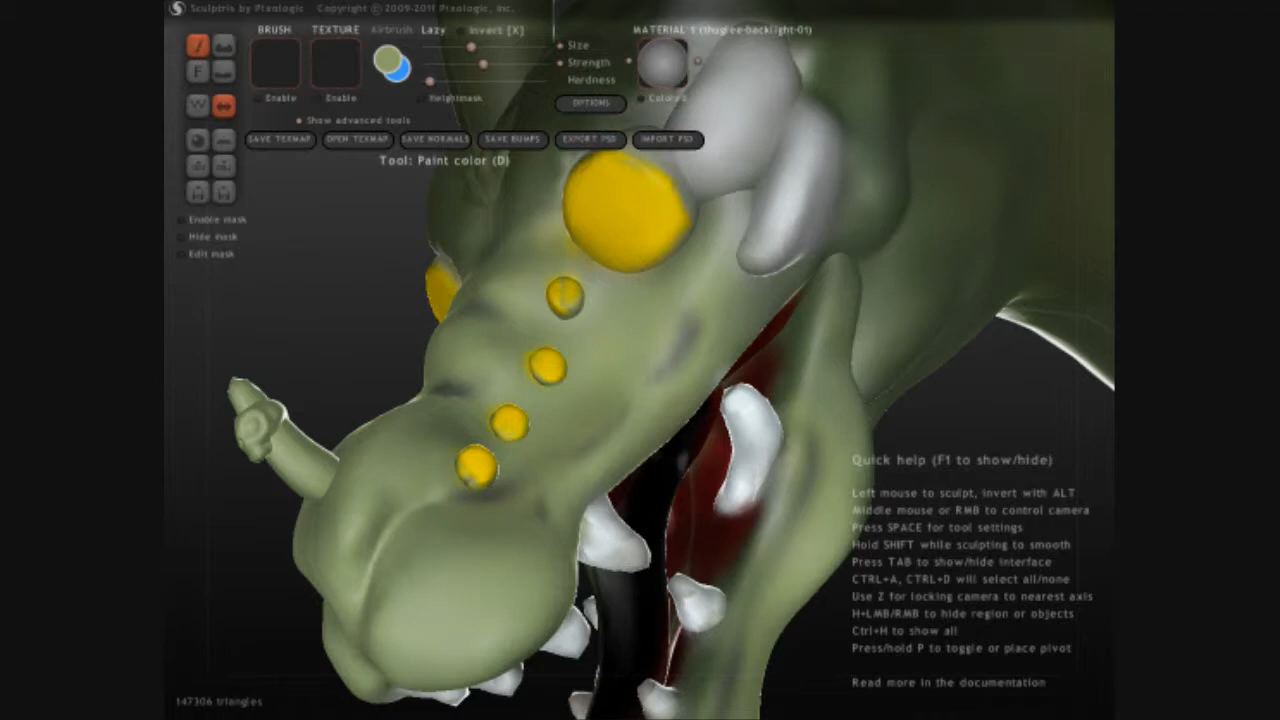 Sculptris by Pixologic Copyright © 2009-2011 Pixologic, Inc.
BRUSH TEXTURE Airbrush Lazy Invert [X] MATERIAL 1 (thuglee-backlight-01)
Size
Strength
Hardness
Enable Enable Heightmask Colored
OPTIONS
Show advanced tools
SAVE TEXMAP OPEN TEXMAP SAVE NORMALS SAVE BUMPS EXPORT PSD IMPORT PSD
Tool: Paint color (D)
Enable mask
Hide mask
Edit mask
Quick help (F1 to show/hide)
Left mouse to sculpt, invert with ALT
Middle mouse or RMB to control camera
Press SPACE for tool settings
Hold SHIFT while sculpting to smooth
Press TAB to show/hide interface
CTRL+A, CTRL+D will select all/none
Use Z for locking camera to nearest axis
H+LMB/RMB to hide region or objects
Ctrl+H to show all
Press/hold P to toggle or place pivot
Read more in the documentation
147306 triangles